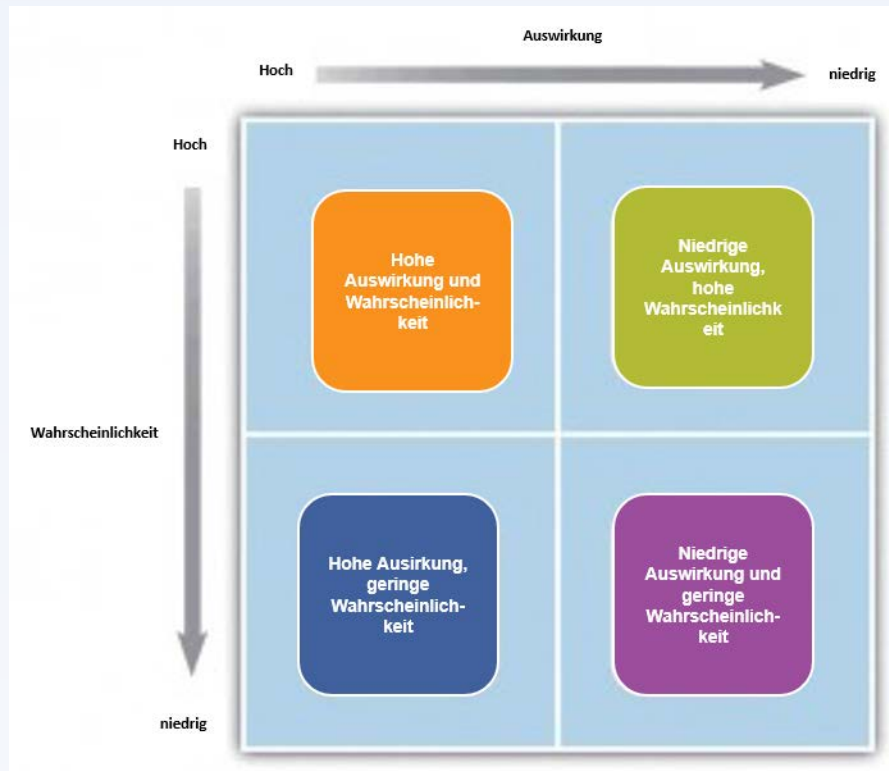 Auswirkung
Hoch
niedrig
Hoch
Hohe
Auswirkung und
Wahrscheinlich-
keit
Niedrige
Auswirkung,
hohe
Wahrscheinlichk
eit
Wahrscheinlichkeit
Hohe Ausirkung,
geringe
Wahrscheinlich-
keit
Niedrige
Auswirkung und
geringe
Wahrscheinlich-
keit
niedrig